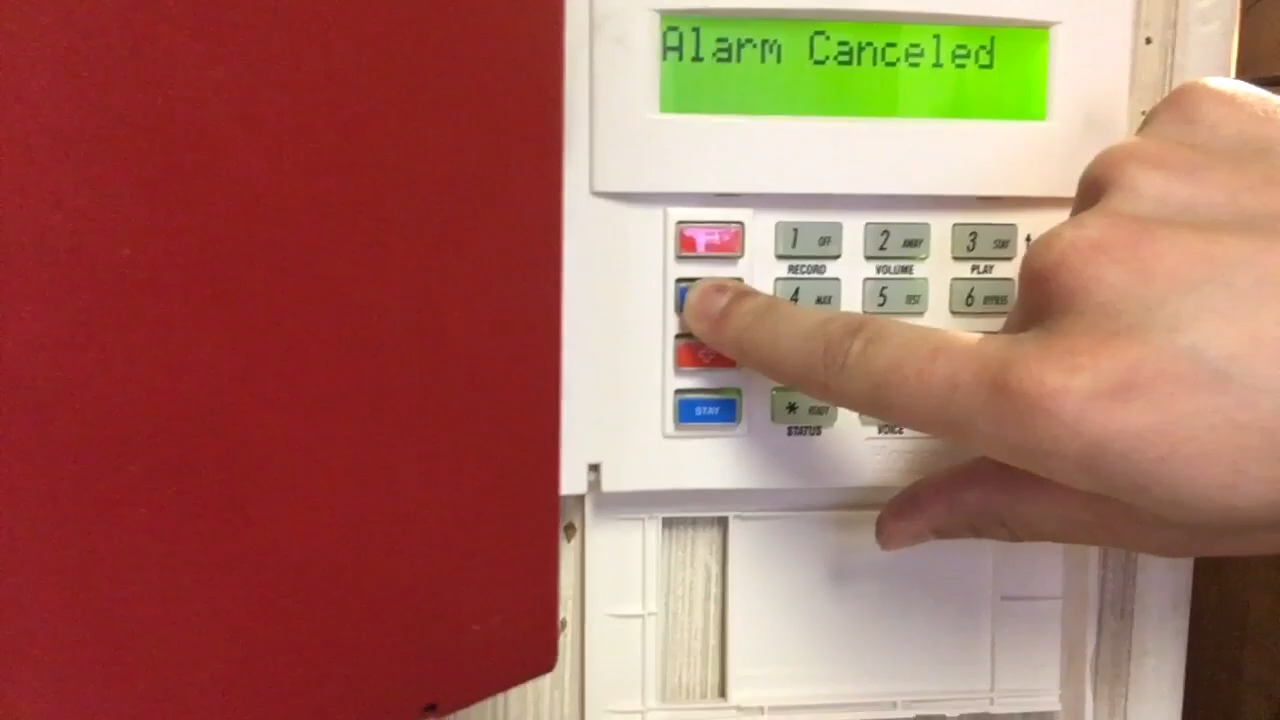 Alarm Canceled
1 OFF 2 AWAY 3 STAY
RECORD VOLUME PLAY
4 MAX 5 TEST 6 BYPASS
STAY * READY
STATUS VOICE